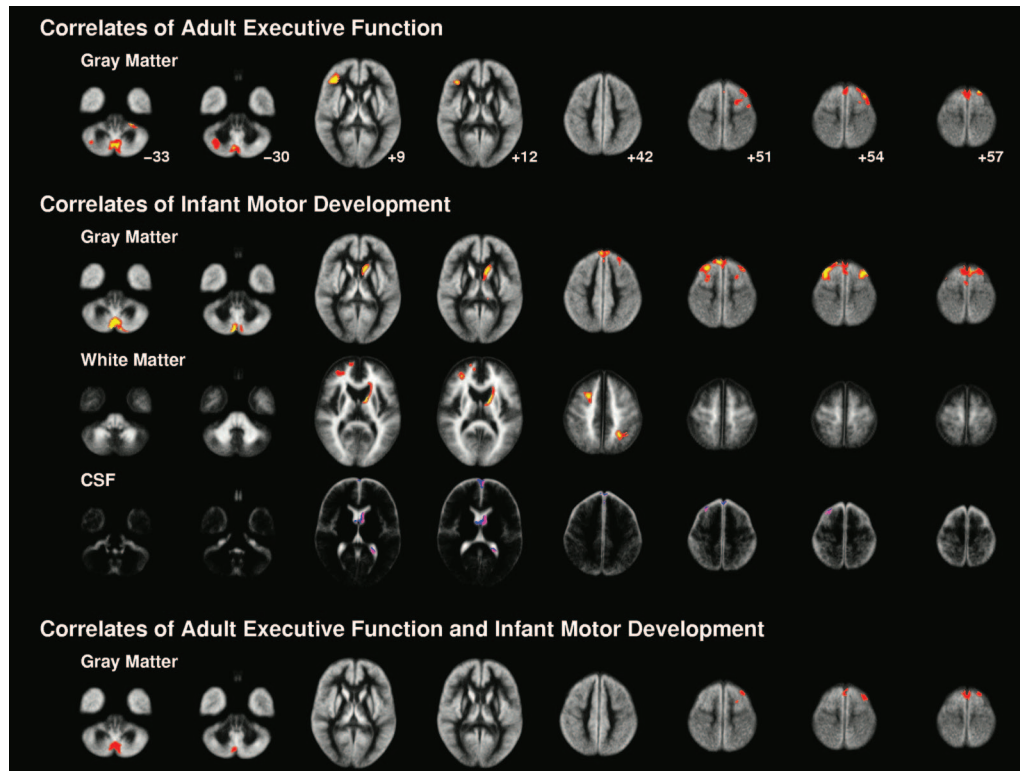 Correlates of Adult Executive Function
Gray Matter
−33 −30 +9 +12 +42 +51 +54 +57
Correlates of Infant Motor Development
Gray Matter
White Matter
CSF
Correlates of Adult Executive Function and Infant Motor Development
Gray Matter